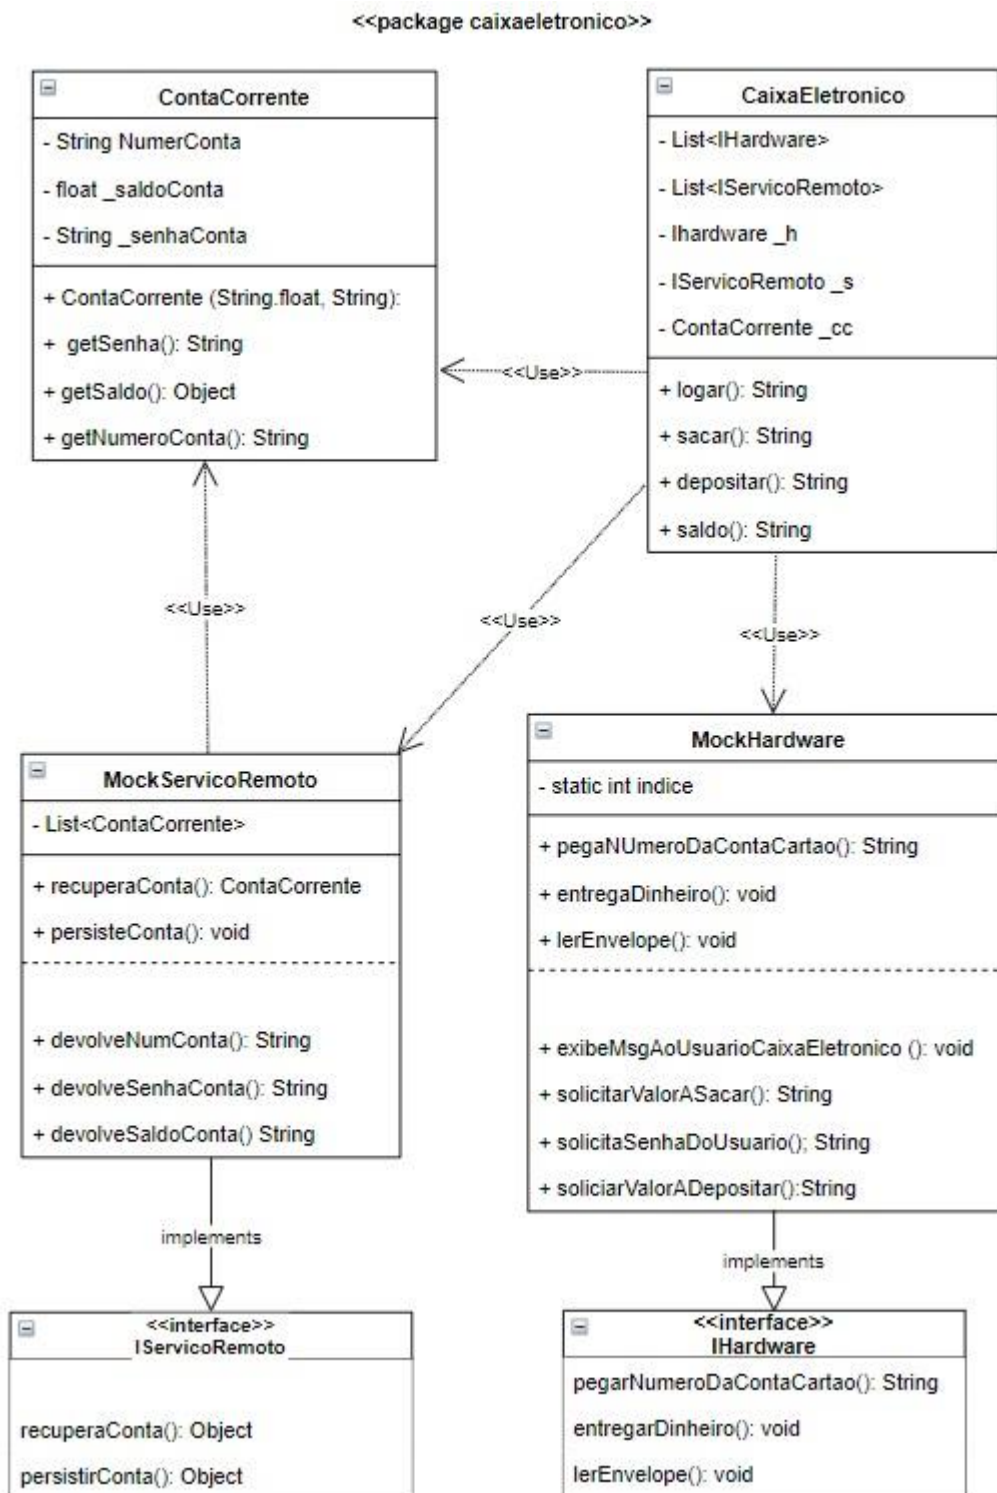 <<package caixaeletronico>>
ContaCorrente
- String NumerConta
- float _saldoConta
- String _senhaConta
+ ContaCorrente (String.float, String):
+ getSenha(): String
+ getSaldo(): Object
+ getNumeroConta(): String
CaixaEletronico
- List<IHardware>
- List<IServicoRemoto>
- Ihardware _h
- IServicoRemoto _s
- ContaCorrente _cc
+ logar(): String
+ sacar(): String
+ depositar(): String
+ saldo(): String
<<Use>>
<<Use>>
<<Use>>
<<Use>>
MockServicoRemoto
- List<ContaCorrente>
+ recuperaConta(): ContaCorrente
+ persisteConta(): void
+ devolveNumConta(): String
+ devolveSenhaConta(): String
+ devolveSaldoConta() String
MockHardware
- static int indice
+ pegaNUmeroDaContaCartao(): String
+ entregaDinheiro(): void
+ lerEnvelope(): void
+ exibeMsgAoUsuarioCaixaEletronico (): void
+ solicitarValorASacar(): String
+ solicitaSenhaDoUsuario(); String
+ soliciarValorADepositar():String
implements
implements
<<interface>>
IServicoRemoto
recuperaConta(): Object
persistirConta(): Object
<<interface>>
IHardware
pegarNumeroDaContaCartao(): String
entregarDinheiro(): void
lerEnvelope(): void